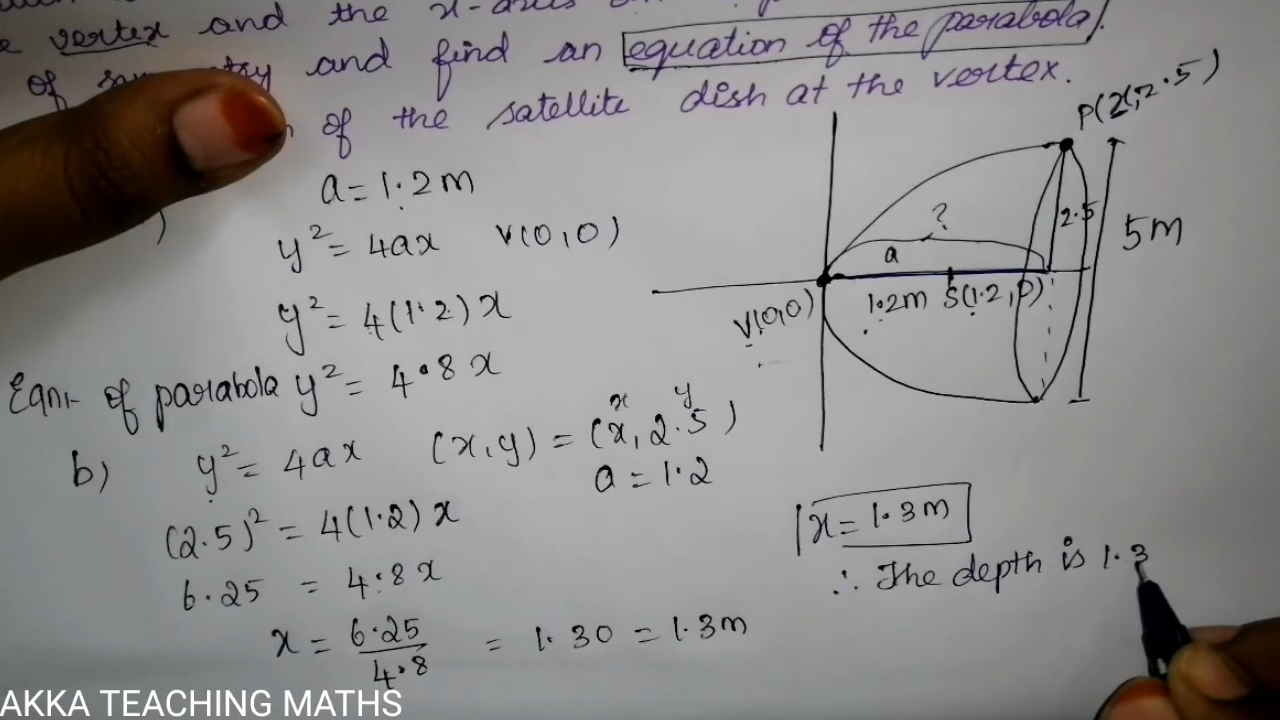 vertex and the x-axis
of and find an equation of the parabola.
of the satellite dish at the vertex.
a = 1.2m
y² = 4ax V(0,0)
y² = 4(1.2)x
Eqn:- of parabola y² = 4.8x
b) y² = 4ax (x,y) = (x, 2.5)
x y
a = 1.2
(2.5)² = 4(1.2)x
6.25 = 4.8x
x = 6.25/4.8 = 1.30 = 1.3m
P(x, 2.5)
?
2.5
5m
a
1.2m S(1.2, 0)
V(0,0)
x = 1.3m
∴ The depth is 1.3
AKKA TEACHING MATHS